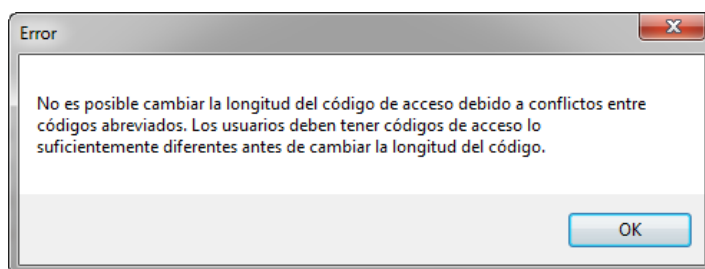 Error
No es posible cambiar la longitud del código de acceso debido a conflictos entre
códigos abreviados. Los usuarios deben tener códigos de acceso lo
suficientemente diferentes antes de cambiar la longitud del código.
OK